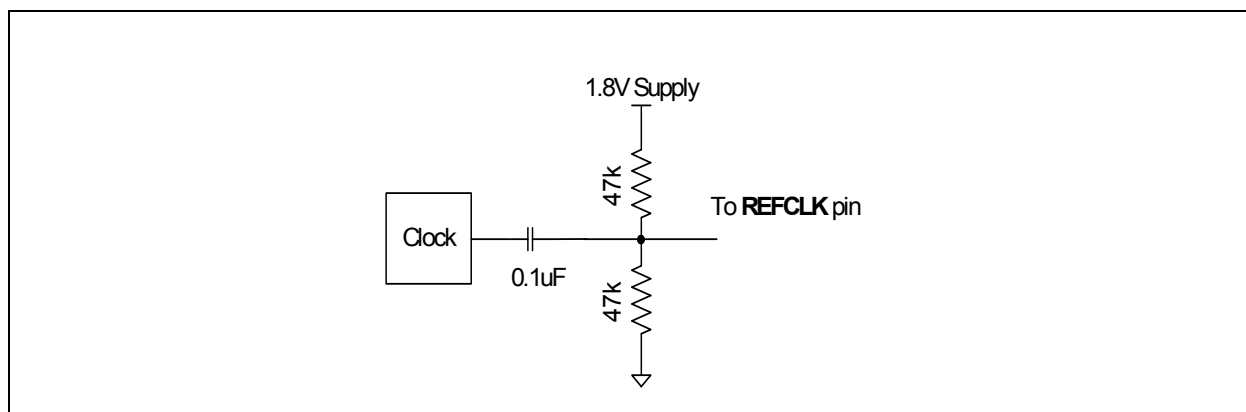 1.8V Supply
47k
To REFCLK pin
Clock
0.1uF
47k